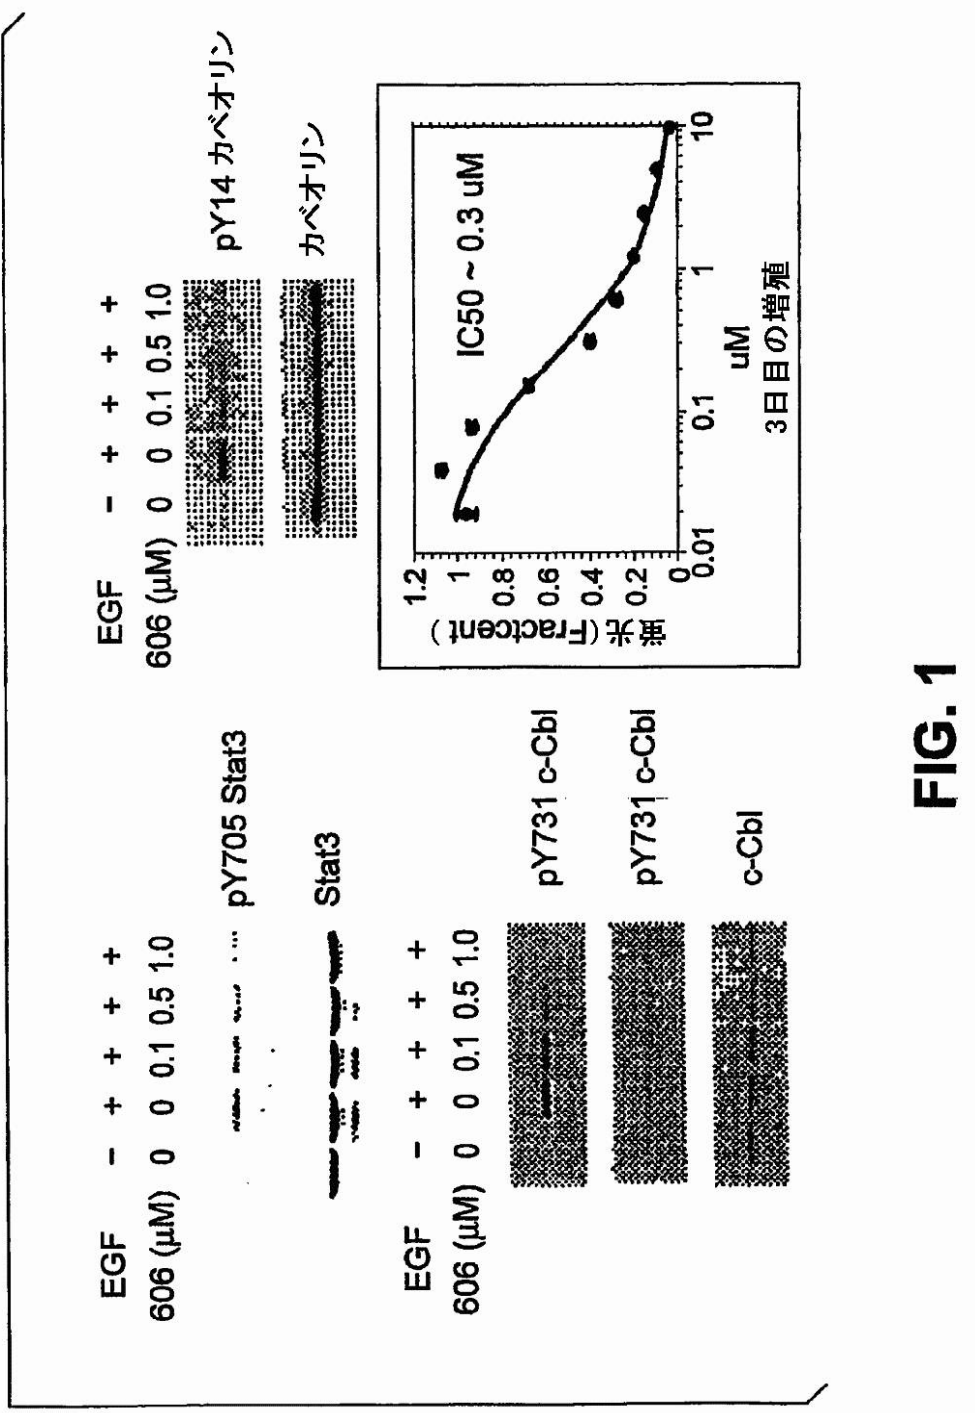 EGF − + + + +
606 (μM) 0 0 0.1 0.5 1.0
pY705 Stat3
Stat3
EGF − + + + +
606 (μM) 0 0 0.1 0.5 1.0
pY731 c-Cbl
pY731 c-Cbl
c-Cbl
EGF − + + + +
606 (μM) 0 0 0.1 0.5 1.0
pY14 カベオリン
カベオリン
蛍光(Fractcent)
1.2
1
0.8
0.6
0.4
0.2
0
IC50 ~ 0.3 uM
0.01 0.1 1 10
uM
3日目の増殖
FIG. 1